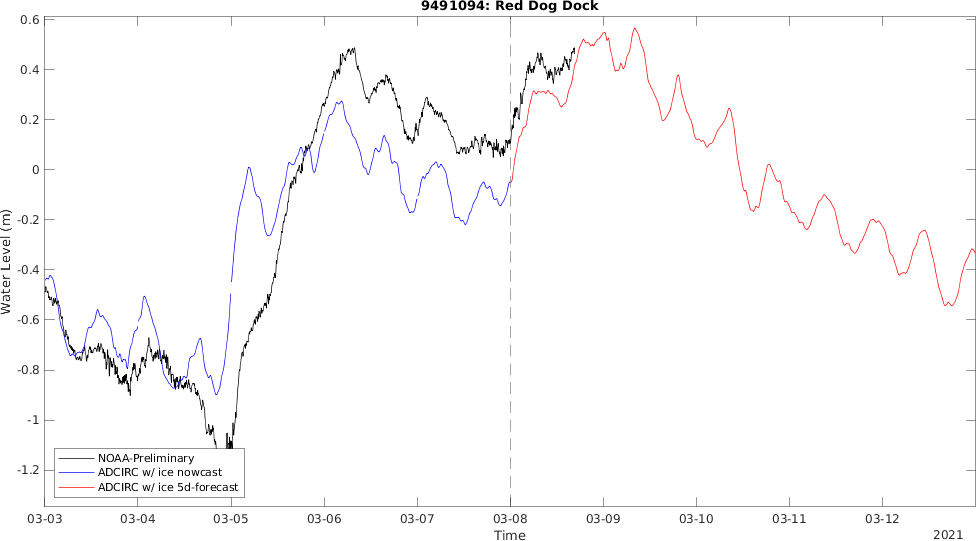 9491094: Red Dog Dock
0.6
0.4
0.2
0
-0.2
-0.4
-0.6
-0.8
-1
-1.2
Water Level (m)
NOAA-Preliminary
ADCIRC w/ ice nowcast
ADCIRC w/ ice 5d-forecast
03-03 03-04 03-05 03-06 03-07 03-08 03-09 03-10 03-11 03-12
Time
2021